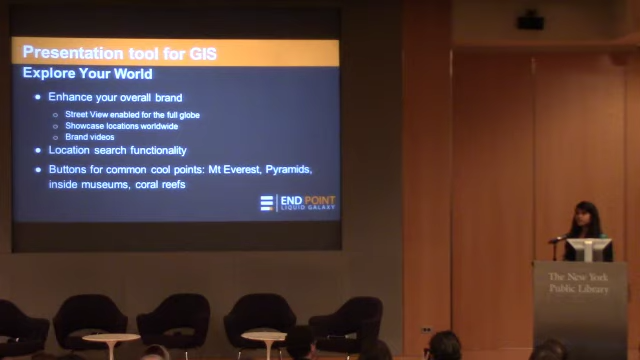 Presentation tool for GIS
Explore Your World
● Enhance your overall brand
○ Street View enabled for the full globe
○ Showcase locations worldwide
○ Brand videos
● Location search functionality
● Buttons for common cool points: Mt Everest, Pyramids,
inside museums, coral reefs
END POINT
LIQUID GALAXY
The New York
Public Library